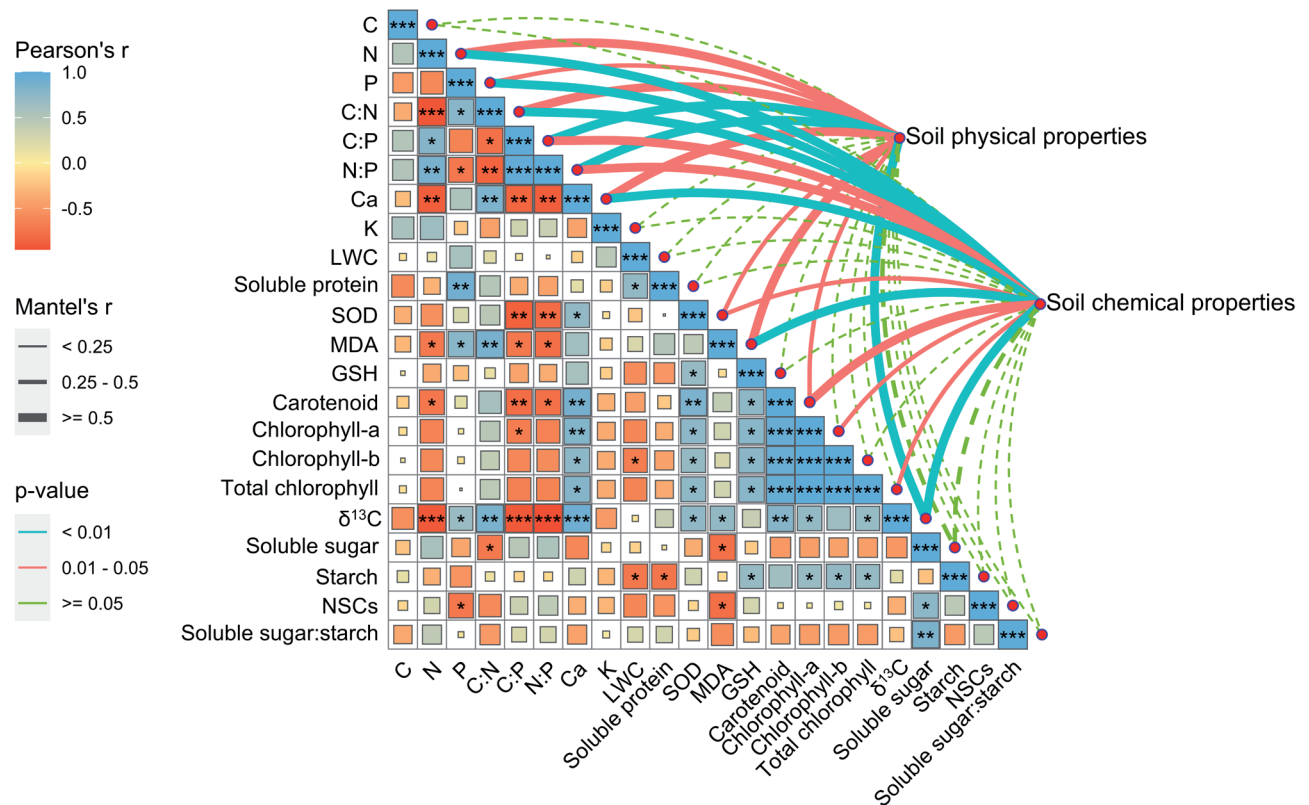 Pearson's r
1.0
0.5
0.0
-0.5
Mantel's r
< 0.25
0.25 - 0.5
>= 0.5
p-value
< 0.01
0.01 - 0.05
>= 0.05
C ***
N ***
P ***
C:N *** * ***
C:P * * ***
N:P ** * ** *** ***
Ca ** ** ** ** ***
K ***
LWC ***
Soluble protein ** * ***
SOD ** ** * ***
MDA * * ** * * ***
GSH * ***
Carotenoid * ** * ** ** * ***
Chlorophyll-a * ** * * *** ***
Chlorophyll-b * * * * *** *** ***
Total chlorophyll * * * *** *** *** ***
δ¹³C *** * ** *** *** *** * * ** * * ***
Soluble sugar * * ***
Starch * * * * * * ***
NSCs * * * ***
Soluble sugar:starch ** ***
Soil physical properties
Soil chemical properties
C
N
P
C:N
C:P
N:P
Ca
K
LWC
Soluble protein
SOD
MDA
GSH
Carotenoid
Chlorophyll-a
Chlorophyll-b
Total chlorophyll
δ¹³C
Soluble sugar
Starch
NSCs
Soluble sugar:starch